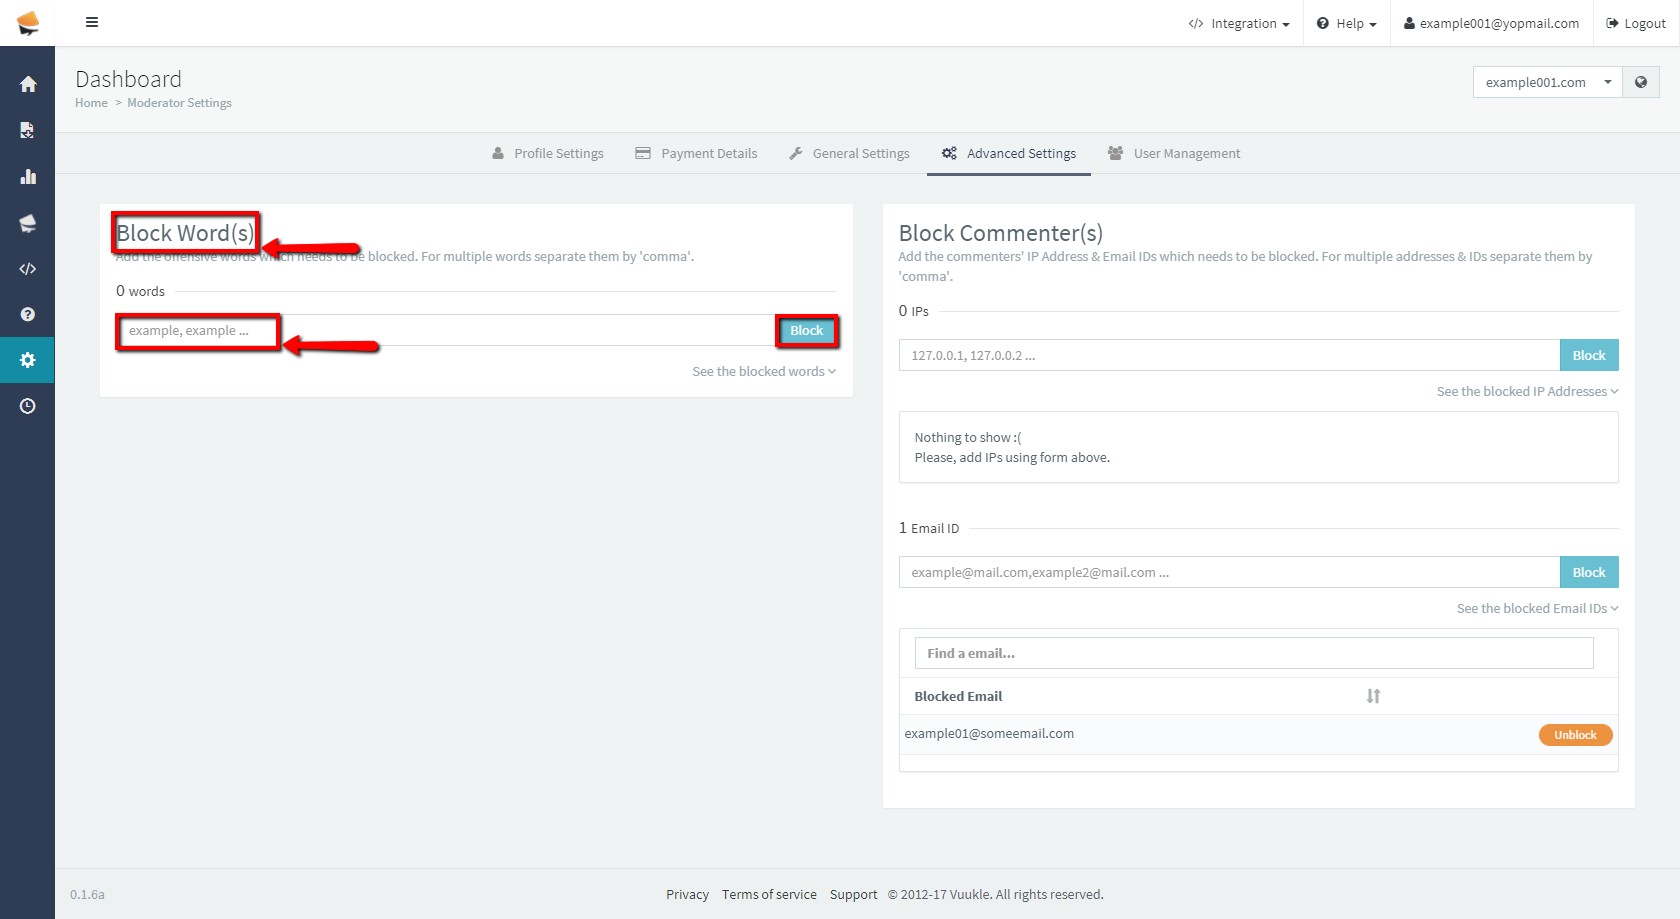 Integration
Help
example001@yopmail.com
Logout
Dashboard
Home > Moderator Settings
example001.com
Profile Settings
Payment Details
General Settings
Advanced Settings
User Management
Block Word(s)
Add the offensive words which needs to be blocked. For multiple words separate them by 'comma'.
0 words
example, example ...
Block
See the blocked words
Block Commenter(s)
Add the commenters' IP Address & Email IDs which needs to be blocked. For multiple addresses & IDs separate them by
'comma'.
0 IPs
127.0.0.1, 127.0.0.2 ...
Block
See the blocked IP Addresses
Nothing to show :(
Please, add IPs using form above.
1 Email ID
example@mail.com,example2@mail.com ...
Block
See the blocked Email IDs
Find a email...
Blocked Email
example01@someemail.com
Unblock
0.1.6a
Privacy Terms of service Support © 2012-17 Vuukle. All rights reserved.